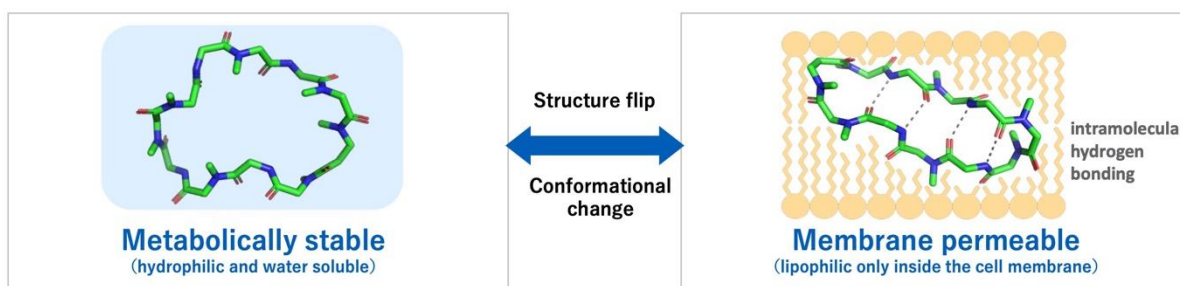 Metabolically stable
(hydrophilic and water soluble)
Structure flip
Conformational
change
intramolecular
hydrogen
bonding
Membrane permeable
(lipophilic only inside the cell membrane)